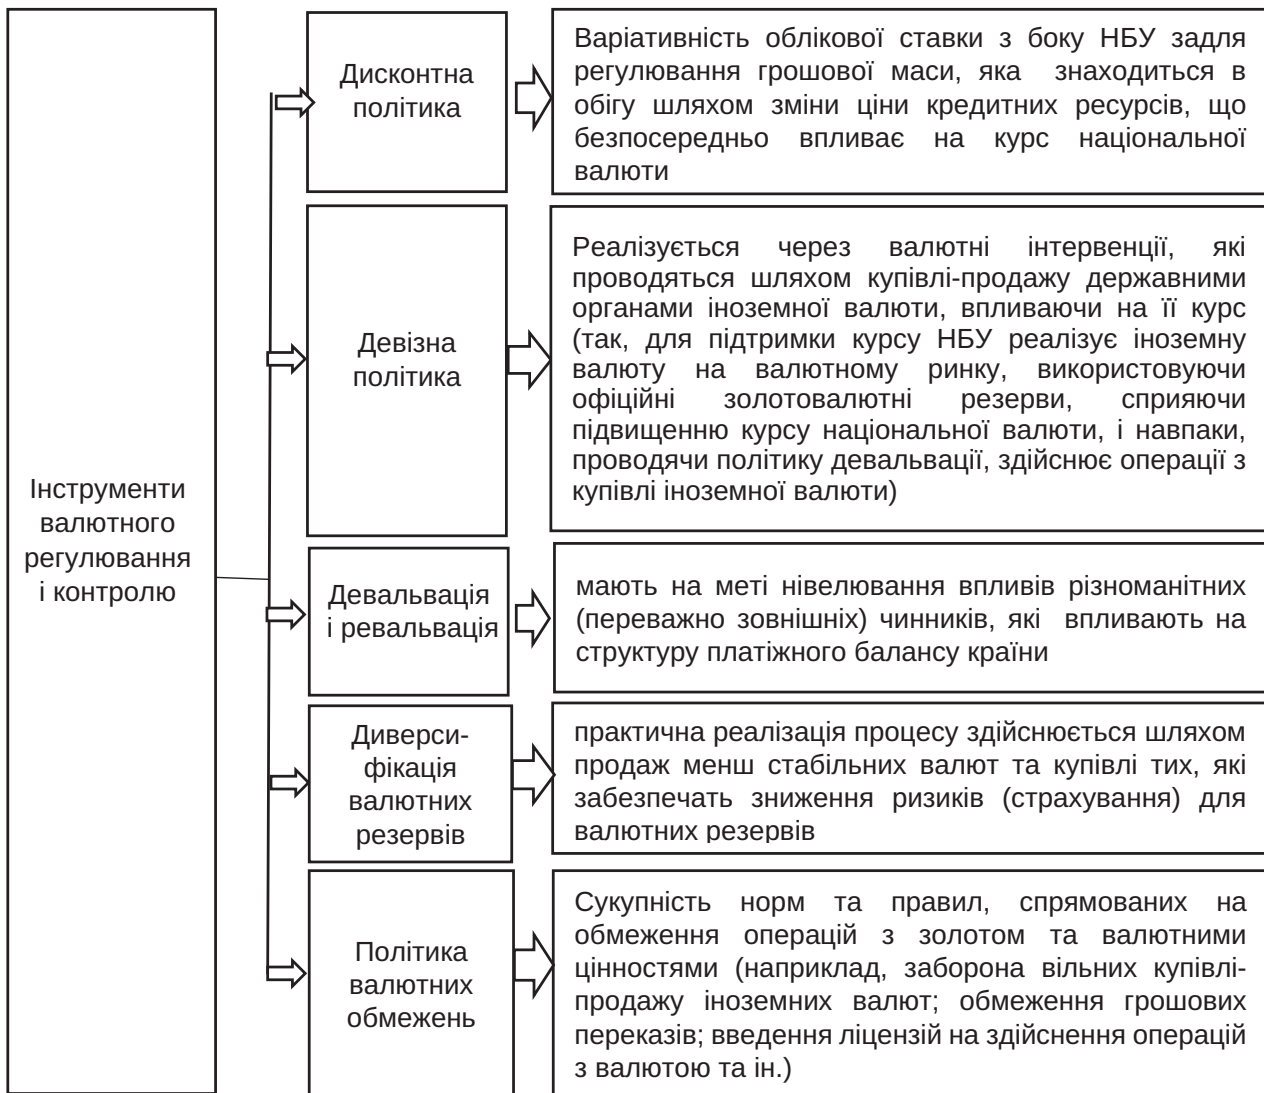 Інструменти
валютного
регулювання
і контролю
Дисконтна
політика
Варіативність облікової ставки з боку НБУ задля
регулювання грошової маси, яка знаходиться в
обігу шляхом зміни ціни кредитних ресурсів, що
безпосередньо впливає на курс національної
валюти
Девізна
політика
Реалізується через валютні інтервенції, які
проводяться шляхом купівлі-продажу державними
органами іноземної валюти, впливаючи на її курс
(так, для підтримки курсу НБУ реалізує іноземну
валюту на валютному ринку, використовуючи
офіційні золотовалютні резерви, сприяючи
підвищенню курсу національної валюти, і навпаки,
проводячи політику девальвації, здійснює операції з
купівлі іноземної валюти)
Девальвація
і ревальвація
мають на меті нівелювання впливів різноманітних
(переважно зовнішніх) чинників, які впливають на
структуру платіжного балансу країни
Диверси-
фікація
валютних
резервів
практична реалізація процесу здійснюється шляхом
продаж менш стабільних валют та купівлі тих, які
забезпечать зниження ризиків (страхування) для
валютних резервів
Політика
валютних
обмежень
Сукупність норм та правил, спрямованих на
обмеження операцій з золотом та валютними
цінностями (наприклад, заборона вільних купівлі-
продажу іноземних валют; обмеження грошових
переказів; введення ліцензій на здійснення операцій
з валютою та ін.)